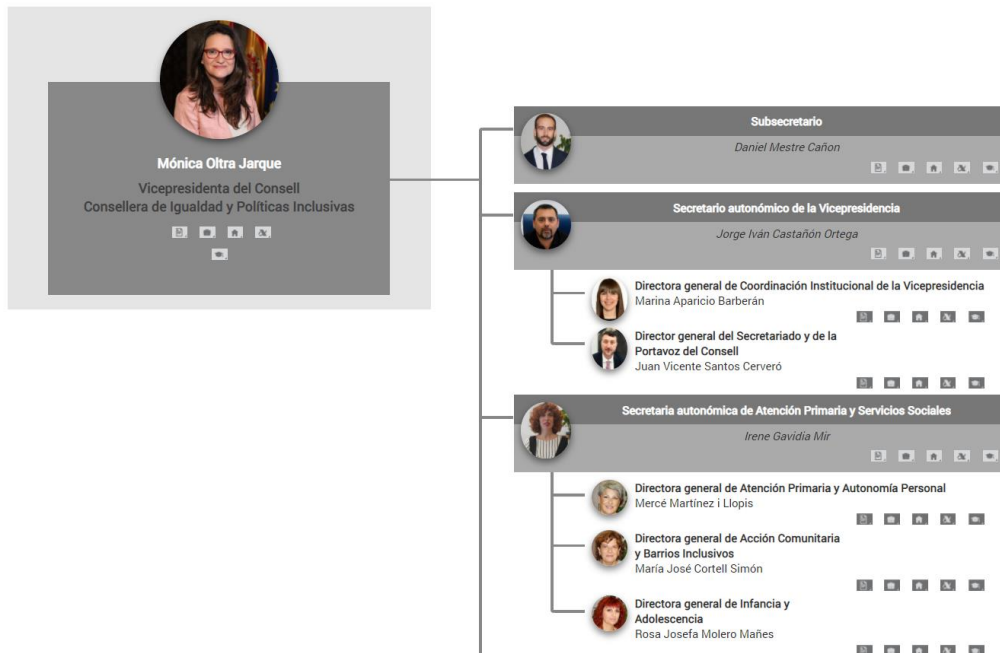 Mónica Oltra Jarque
Vicepresidenta del Consell
Consellera de Igualdad y Políticas Inclusivas
Subsecretario
Daniel Mestre Cañon
Secretario autonómico de la Vicepresidencia
Jorge Iván Castañón Ortega
Directora general de Coordinación Institucional de la Vicepresidencia
Marina Aparicio Barberán
Director general del Secretariado y de la
Portavoz del Consell
Juan Vicente Santos Cerveró
Secretaria autonómica de Atención Primaria y Servicios Sociales
Irene Gavidia Mir
Directora general de Atención Primaria y Autonomía Personal
Mercé Martínez i Llopis
Directora general de Acción Comunitaria
y Barrios Inclusivos
María José Cortell Simón
Directora general de Infancia y
Adolescencia
Rosa Josefa Molero Mañes